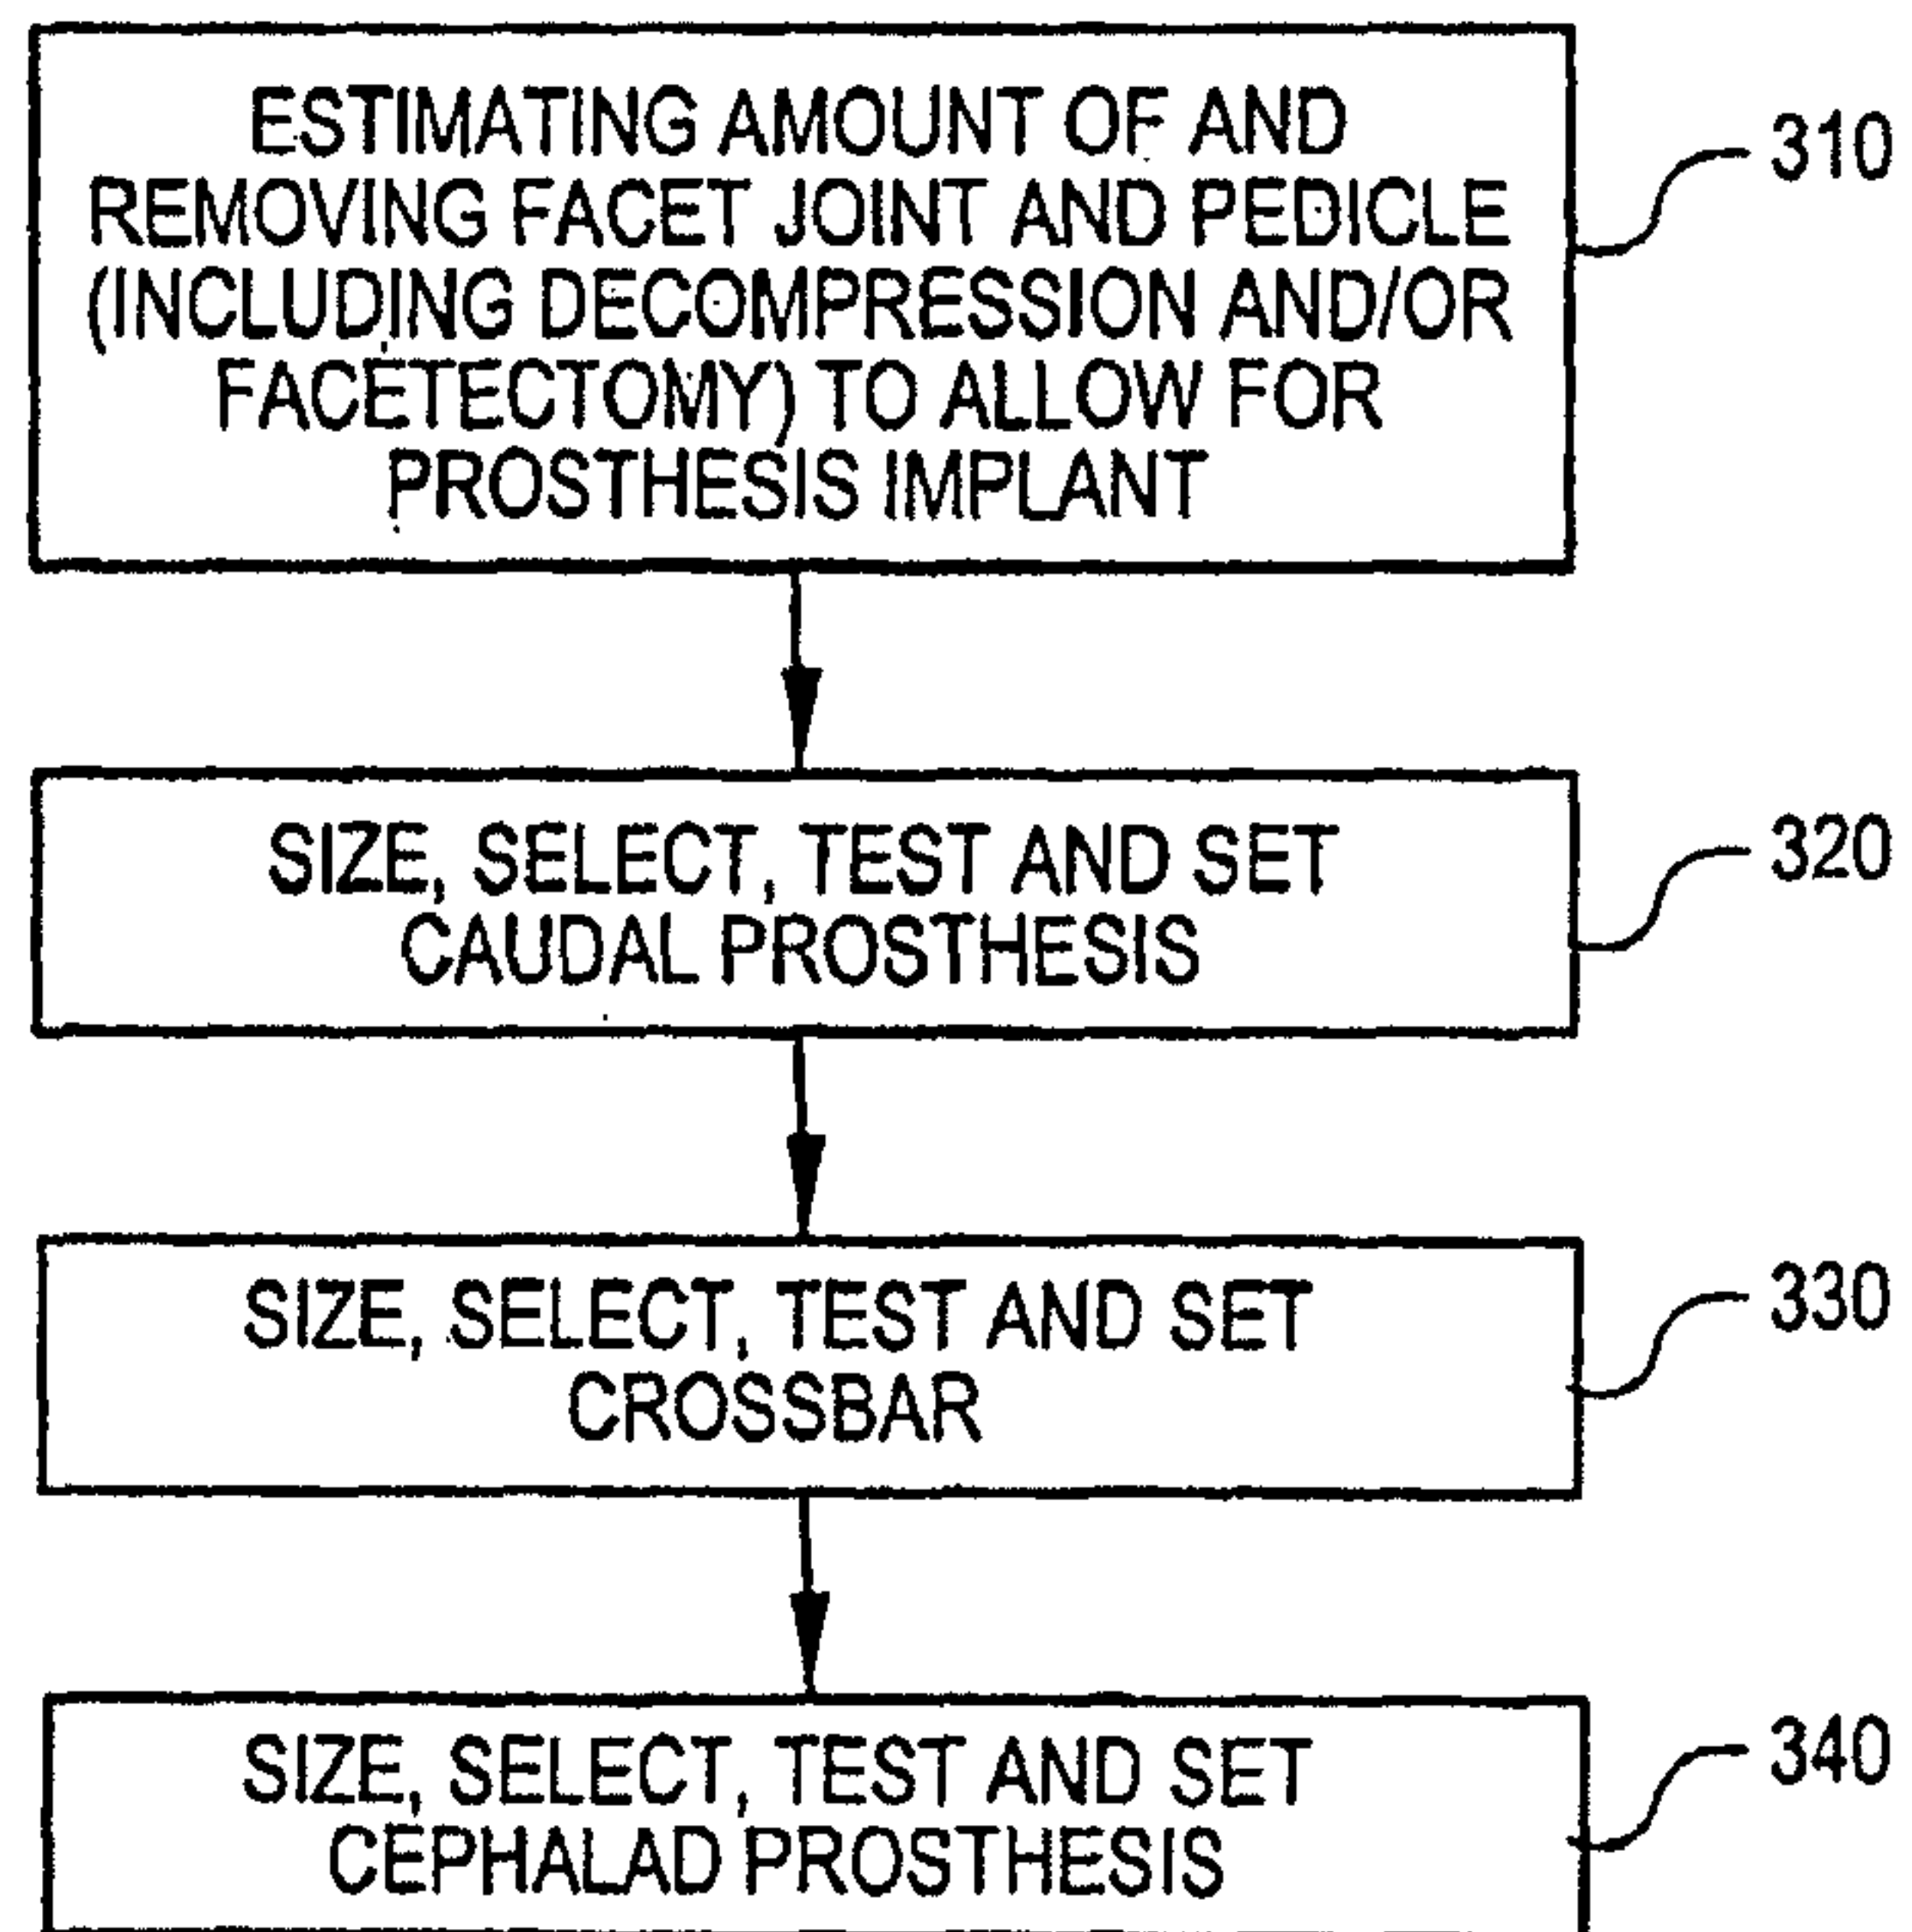 ESTIMATING AMOUNT OF AND
REMOVING FACET JOINT AND PEDICLE
(INCLUDING DECOMPRESSION AND/OR
FACETECTOMY) TO ALLOW FOR
PROSTHESIS IMPLANT
310
SIZE, SELECT, TEST AND SET
CAUDAL PROSTHESIS
320
SIZE, SELECT, TEST AND SET
CROSSBAR
330
SIZE, SELECT, TEST AND SET
CEPHALAD PROSTHESIS
340